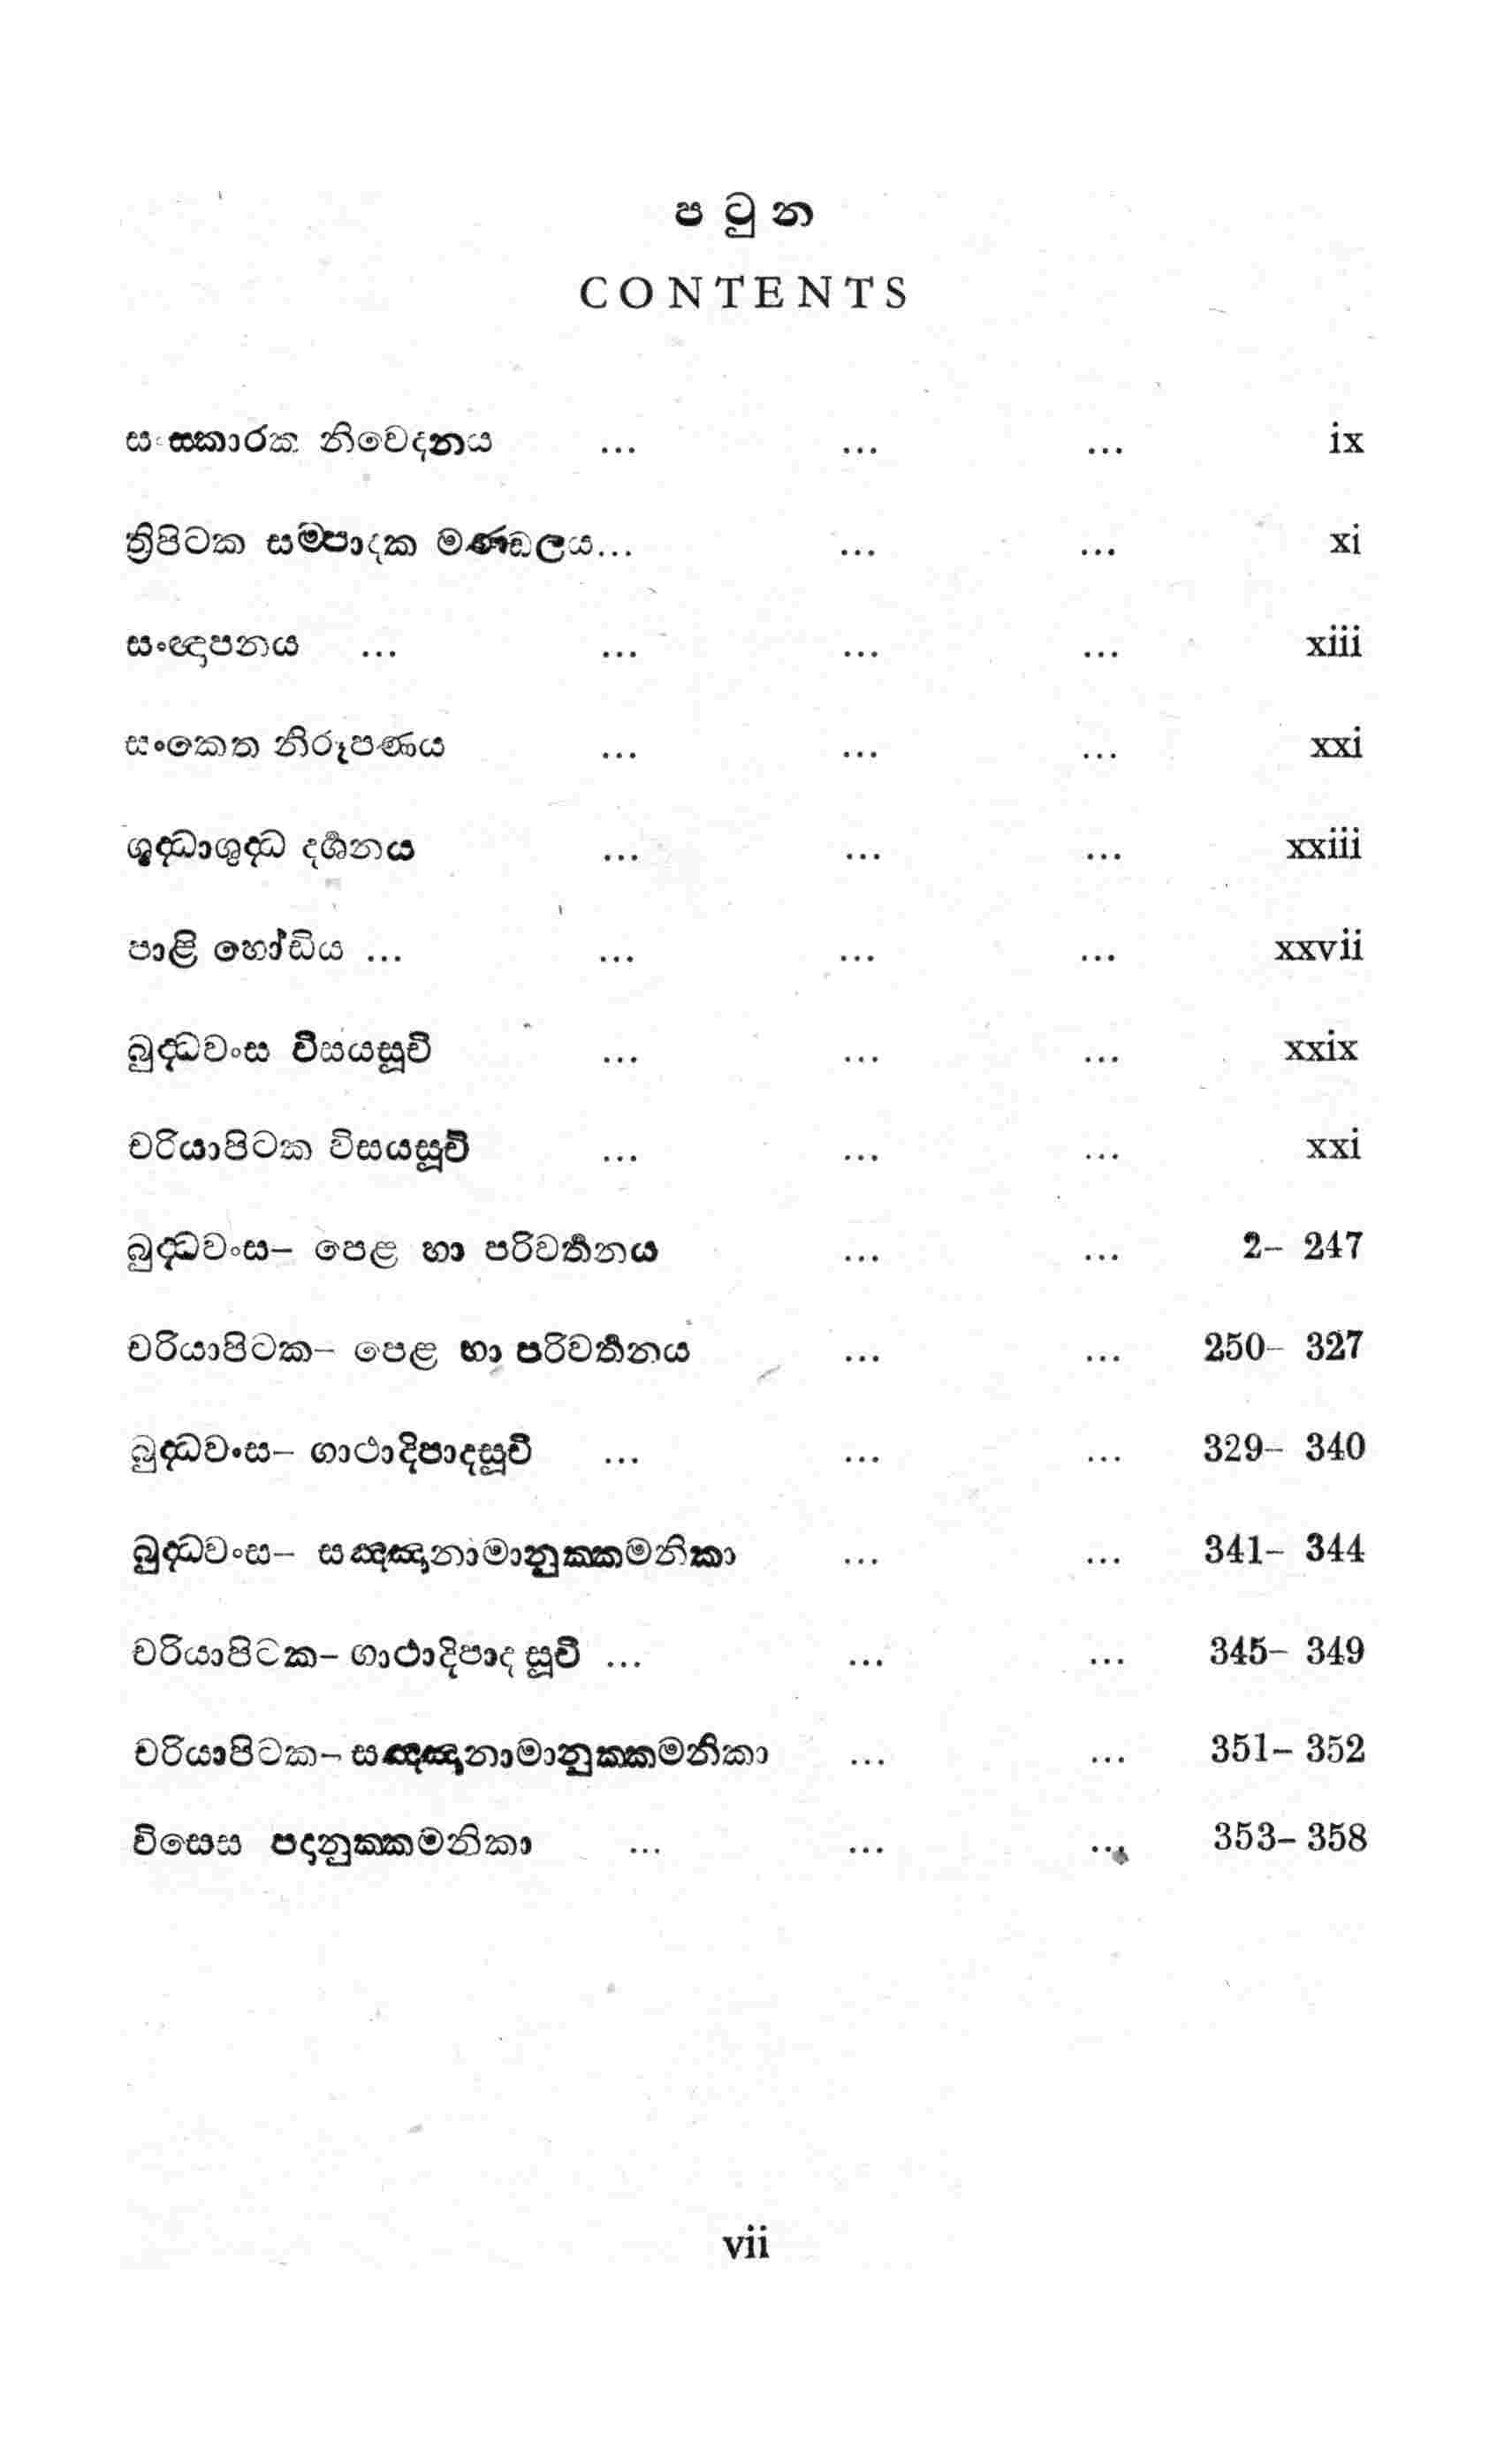 පටුන
CONTENTS
සංස්කාරක නිවේදනය ... ... ... ix
ත්‍රිපිටක සම්පාදක මණ්ඩලය... ... ... xi
සංඥාපනය ... ... ... ... xiii
සංකෙත නිරූපණය ... ... ... xxi
ශුද්ධාශුද්ධ දර්‍ශනය ... ... ... xxiii
පාළි හෝඩිය ... ... ... ... xxvii
බුද්ධවංස විසයසූචි ... ... ... xxix
චරියාපිටක විසයසූචි ... ... ... xxi
බුද්ධවංස– පෙළ හා පරිවර්‍තනය ... ... 2– 247
චරියාපිටක– පෙළ හා පරිවර්‍තනය ... ... 250– 327
බුද්ධවංස– ගාථාදිපාදසූචි ... ... ... 329– 340
බුද්ධවංස– සඤ්ඤානාමානුක්කමනිකා ... ... 341– 344
චරියාපිටක– ගාථාදිපාද සූචි ... ... ... 345– 349
චරියාපිටක– සඤ්ඤානාමානුක්කමනිකා ... ... 351– 352
විසෙස පදානුක්කමනිකා ... ... ... 353– 358
vii